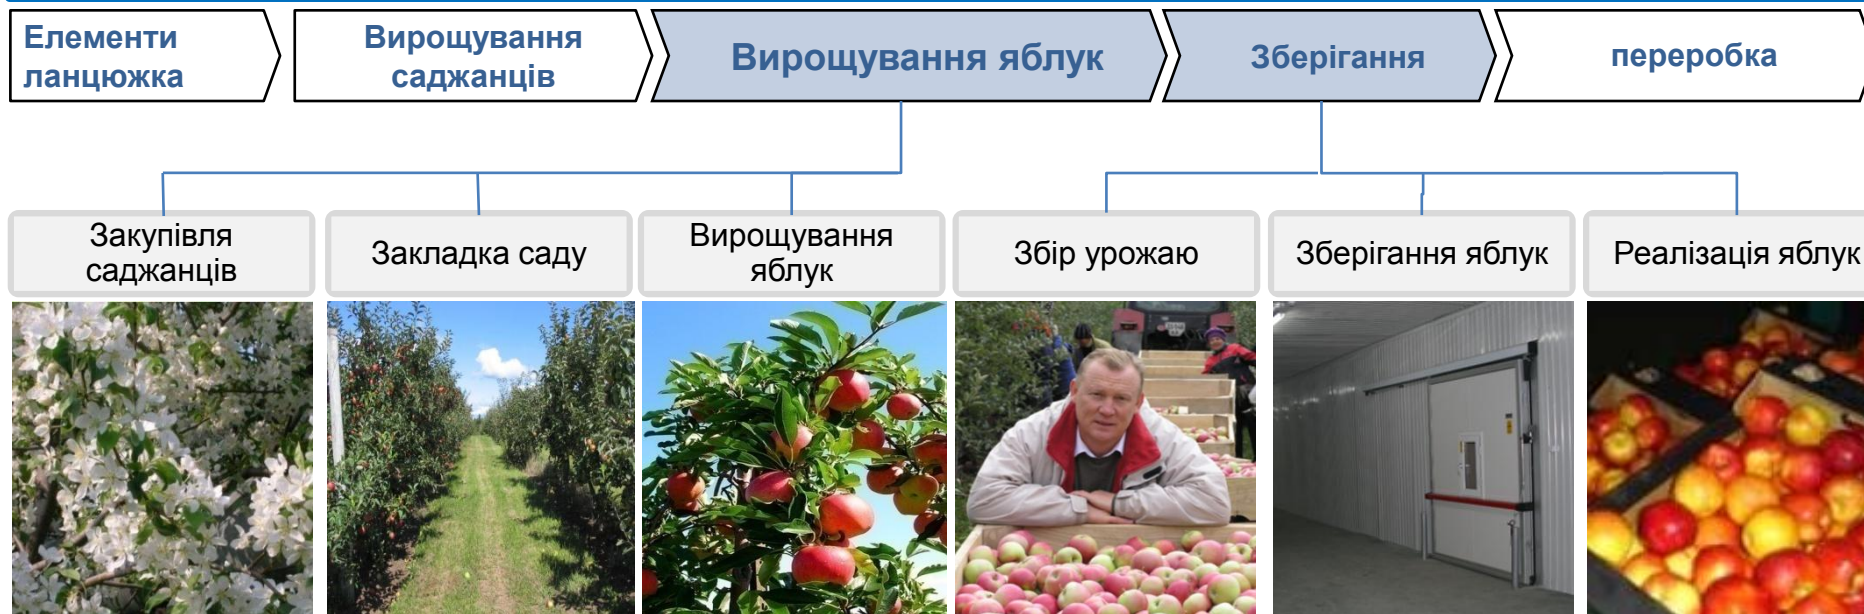 Елементи
ланцюжка
Вирощування
саджанців
Вирощування яблук
Зберігання
переробка
Закупівля
саджанців
Закладка саду
Вирощування
яблук
Збір урожаю
Зберігання яблук
Реалізація яблук